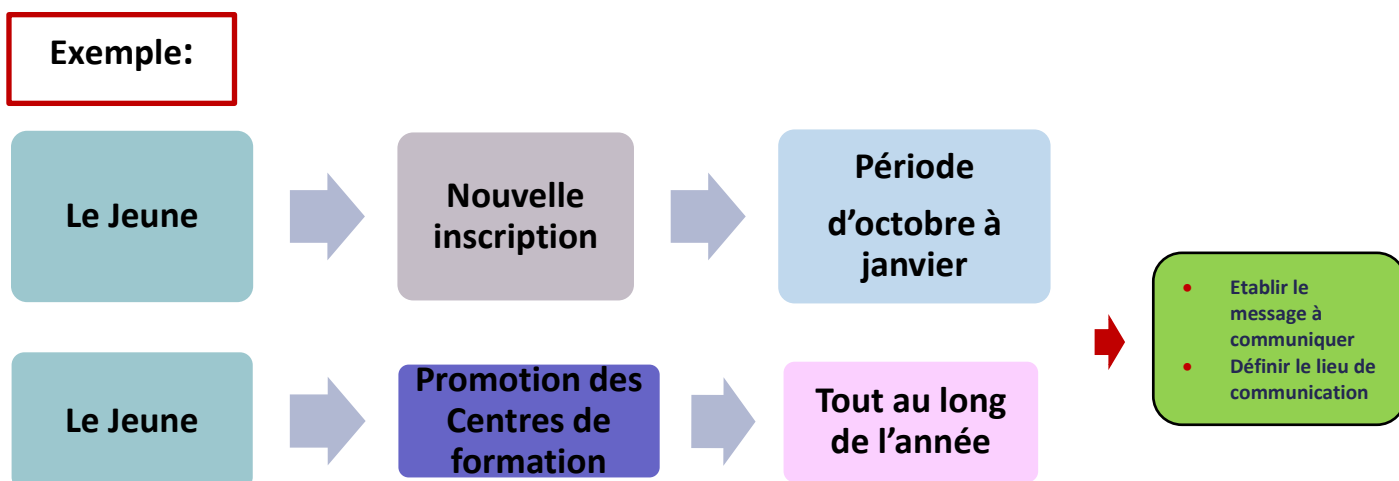 Exemple:
Le Jeune
Nouvelle
inscription
Période
d'octobre à
janvier
Le Jeune
Promotion des
Centres de
formation
Tout au long
de l'année
• Etablir le
message à
communiquer
• Définir le lieu de
communication